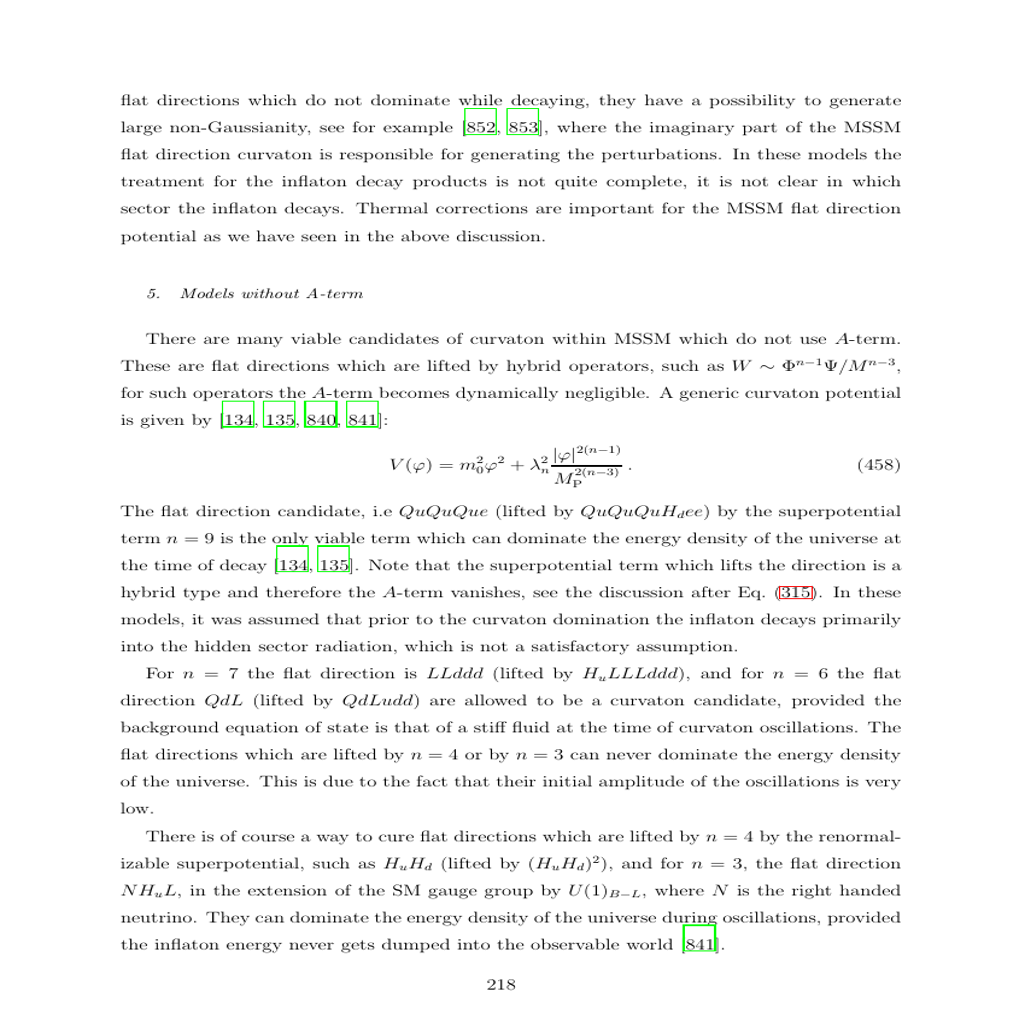 flat directions which do not dominate while decaying, they have a possibility to generate
large non-Gaussianity, see for example [852, 853], where the imaginary part of the MSSM
flat direction curvaton is responsible for generating the perturbations. In these models the
treatment for the inflaton decay products is not quite complete, it is not clear in which
sector the inflaton decays. Thermal corrections are important for the MSSM flat direction
potential as we have seen in the above discussion.
5. Models without A-term
There are many viable candidates of curvaton within MSSM which do not use A-term.
These are flat directions which are lifted by hybrid operators, such as W ∼ Φ^{n−1}Ψ/M^{n−3},
for such operators the A-term becomes dynamically negligible. A generic curvaton potential
is given by [134, 135, 840, 841]:
V(φ) = m_0^2 φ^2 + λ_n^2 |φ|^{2(n−1)} / M_P^{2(n−3)} . (458)
The flat direction candidate, i.e QuQuQue (lifted by QuQuQuH_dee) by the superpotential
term n = 9 is the only viable term which can dominate the energy density of the universe at
the time of decay [134, 135]. Note that the superpotential term which lifts the direction is a
hybrid type and therefore the A-term vanishes, see the discussion after Eq. (315). In these
models, it was assumed that prior to the curvaton domination the inflaton decays primarily
into the hidden sector radiation, which is not a satisfactory assumption.
For n = 7 the flat direction is LLddd (lifted by H_uLLLddd), and for n = 6 the flat
direction QdL (lifted by QdLudd) are allowed to be a curvaton candidate, provided the
background equation of state is that of a stiff fluid at the time of curvaton oscillations. The
flat directions which are lifted by n = 4 or by n = 3 can never dominate the energy density
of the universe. This is due to the fact that their initial amplitude of the oscillations is very
low.
There is of course a way to cure flat directions which are lifted by n = 4 by the renormal-
izable superpotential, such as H_uH_d (lifted by (H_uH_d)^2), and for n = 3, the flat direction
NH_uL, in the extension of the SM gauge group by U(1)_{B−L}, where N is the right handed
neutrino. They can dominate the energy density of the universe during oscillations, provided
the inflaton energy never gets dumped into the observable world [841].
218